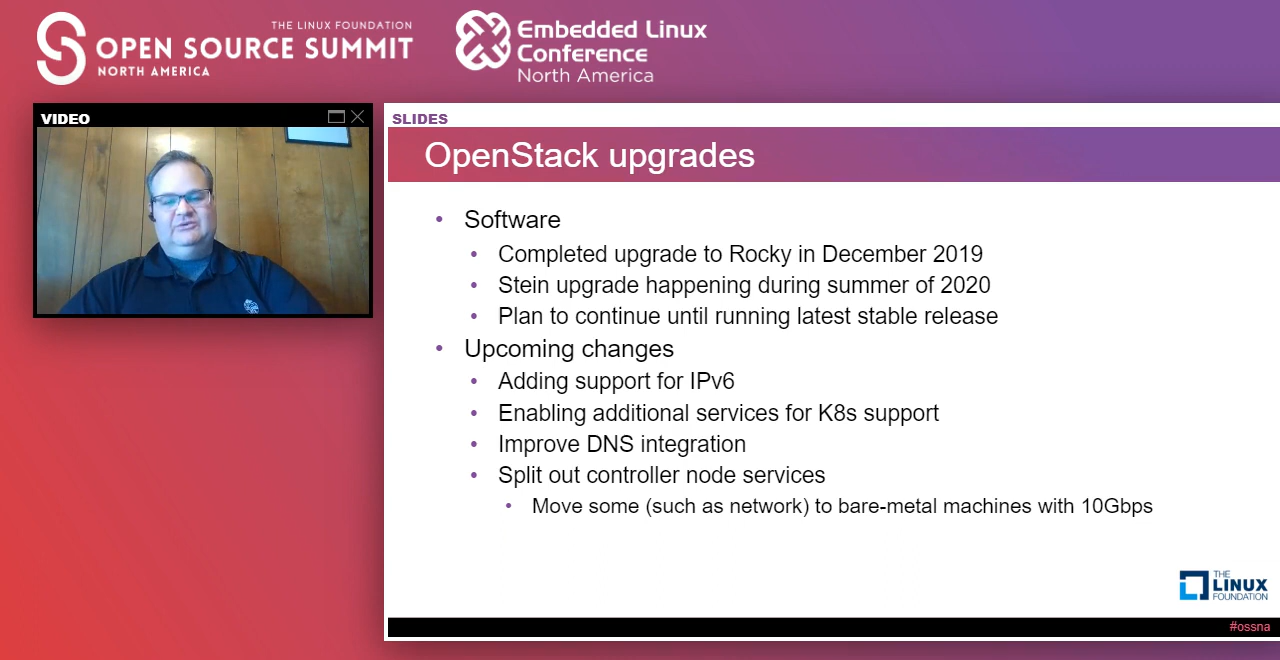 THE LINUX FOUNDATION
OPEN SOURCE SUMMIT
NORTH AMERICA
Embedded Linux
Conference
North America
VIDEO
SLIDES
OpenStack upgrades
• Software
• Completed upgrade to Rocky in December 2019
• Stein upgrade happening during summer of 2020
• Plan to continue until running latest stable release
• Upcoming changes
• Adding support for IPv6
• Enabling additional services for K8s support
• Improve DNS integration
• Split out controller node services
• Move some (such as network) to bare-metal machines with 10Gbps
THE
LINUX
FOUNDATION
#ossna